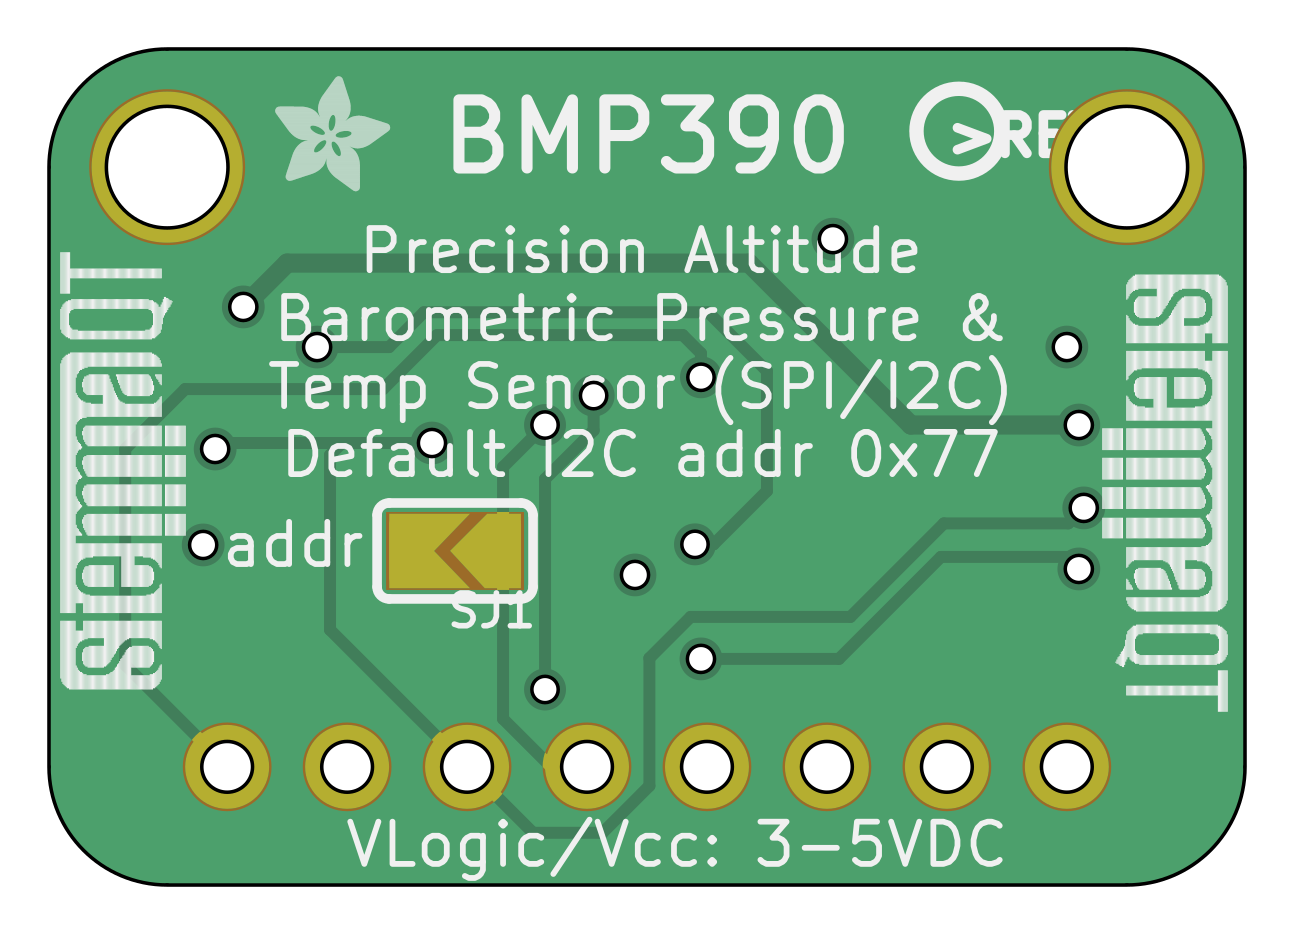 BMP390
Precision Altitude
Barometric Pressure &
Temp Sensor (SPI/I2C)
Default I2C addr 0x77
addr
SJ1
VLogic/Vcc: 3-5VDC
stemmaQT
stemmaQT